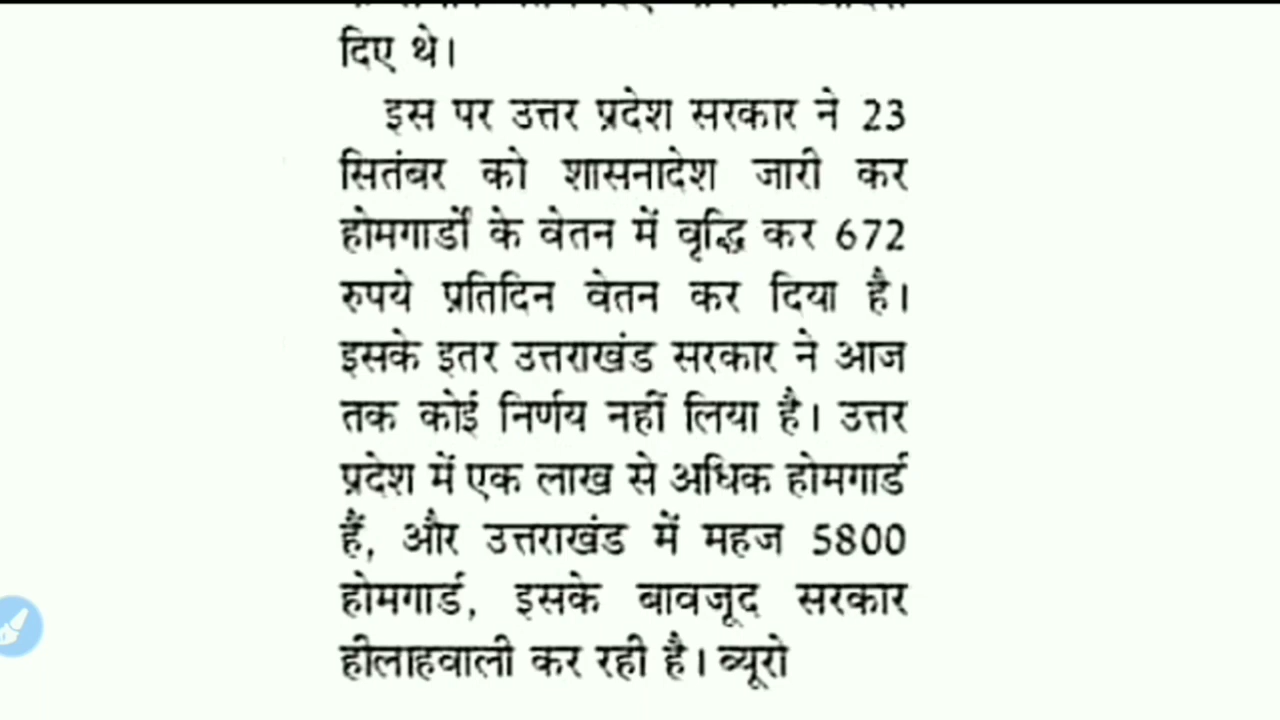 दिए थे।
इस पर उत्तर प्रदेश सरकार ने 23
सितंबर को शासनादेश जारी कर
होमगार्डों के वेतन में वृद्धि कर 672
रुपये प्रतिदिन वेतन कर दिया है।
इसके इतर उत्तराखंड सरकार ने आज
तक कोई निर्णय नहीं लिया है। उत्तर
प्रदेश में एक लाख से अधिक होमगार्ड
हैं, और उत्तराखंड में महज 5800
होमगार्ड, इसके बावजूद सरकार
हीलाहवाली कर रही है। ब्यूरो